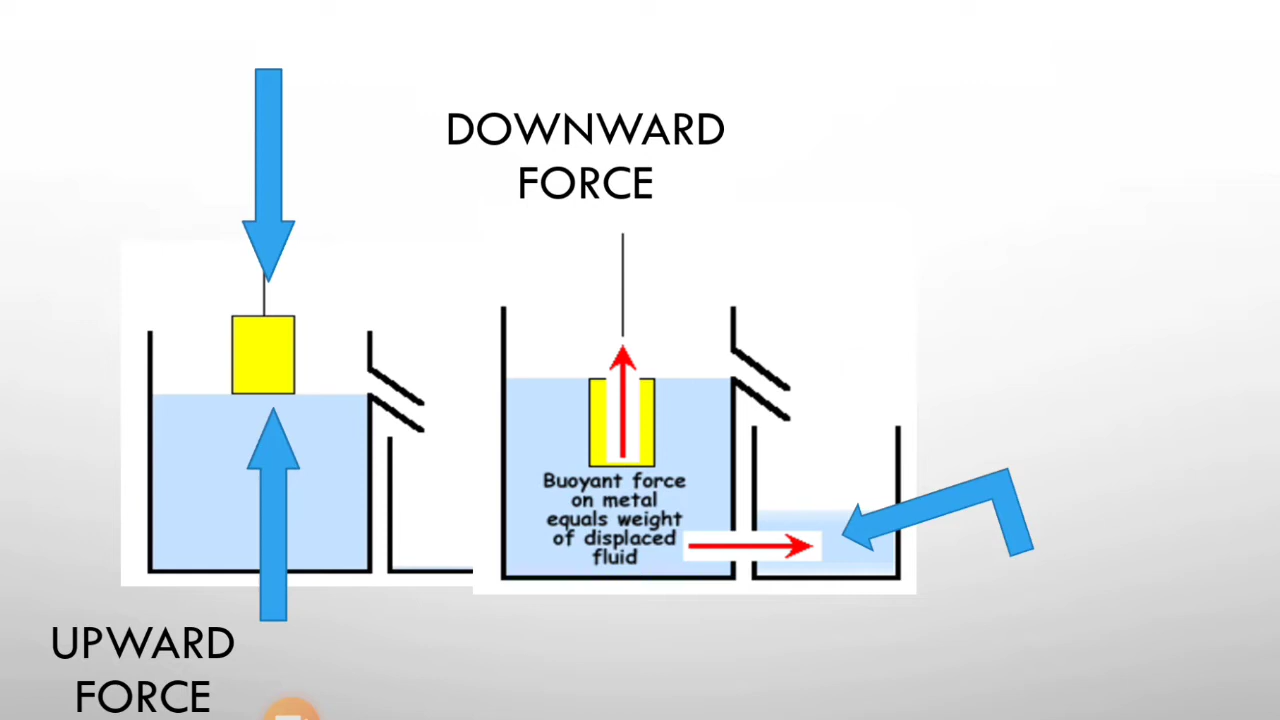 DOWNWARD
FORCE
Buoyant force
on metal
equals weight
of displaced
fluid
UPWARD
FORCE